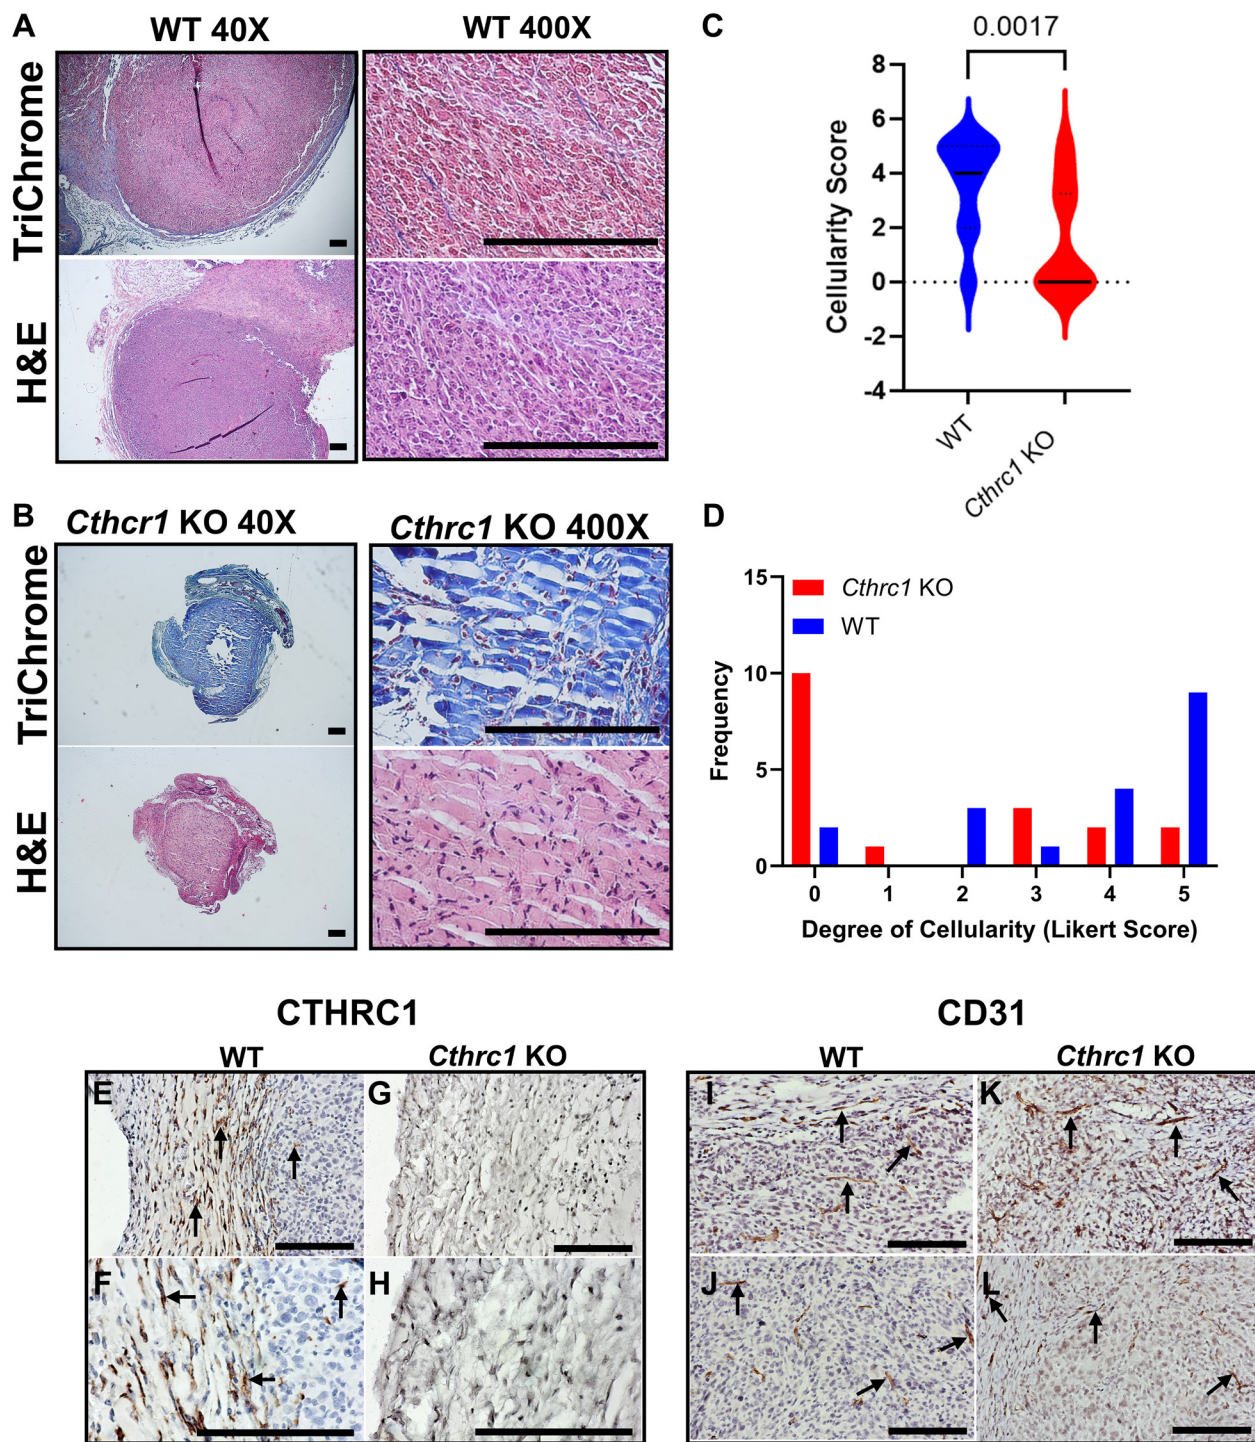 A
WT 40X
WT 400X
TriChrome
H&E
B
Cthcr1 KO 40X
Cthrc1 KO 400X
TriChrome
H&E
C
0.0017
Cellularity Score
8
6
4
2
0
-2
-4
WT
Cthrc1 KO
D
Cthrc1 KO
WT
Frequency
15
10
5
0
0 1 2 3 4 5
Degree of Cellularity (Likert Score)
CTHRC1
WT
Cthrc1 KO
E
G
F
H
CD31
WT
Cthrc1 KO
I
K
J
L